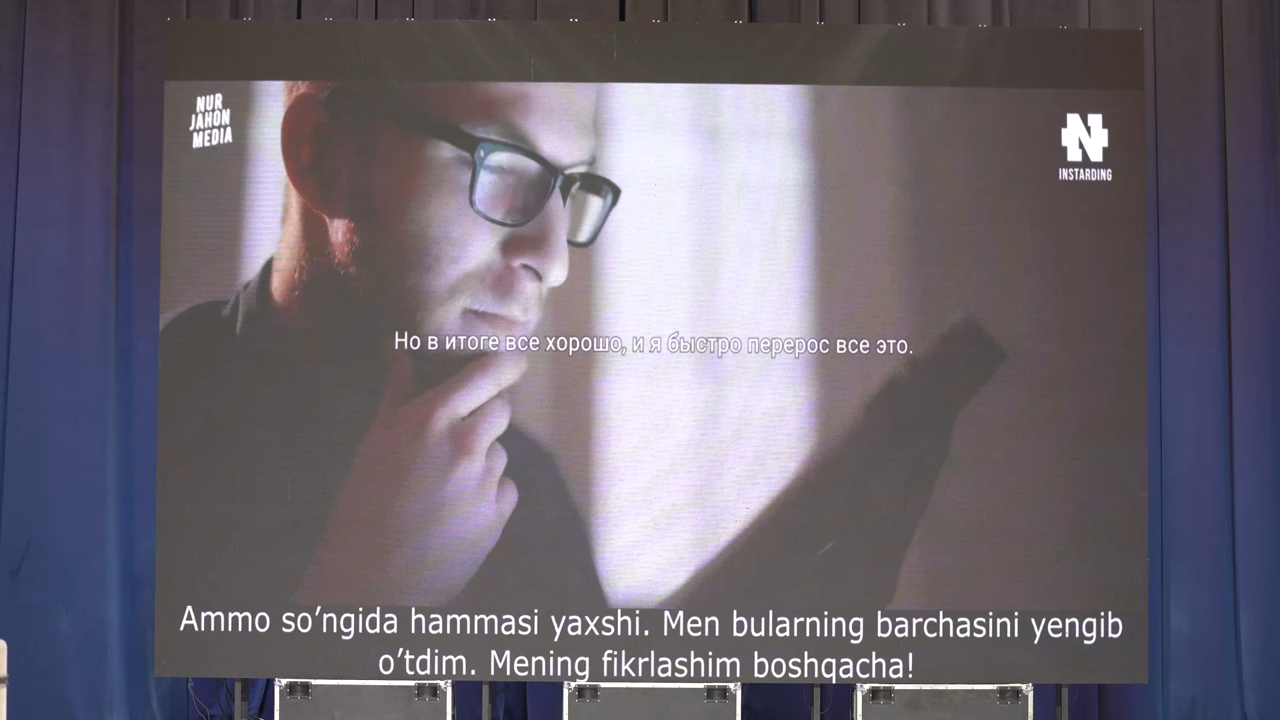 NUR
JAHON
MEDIA
INSTARDING
Но в итоге все хорошо, и я быстро перерос все это.
Ammo so’ngida hammasi yaxshi. Men bularning barchasini yengib
o’tdim. Mening fikrlashim boshqacha!